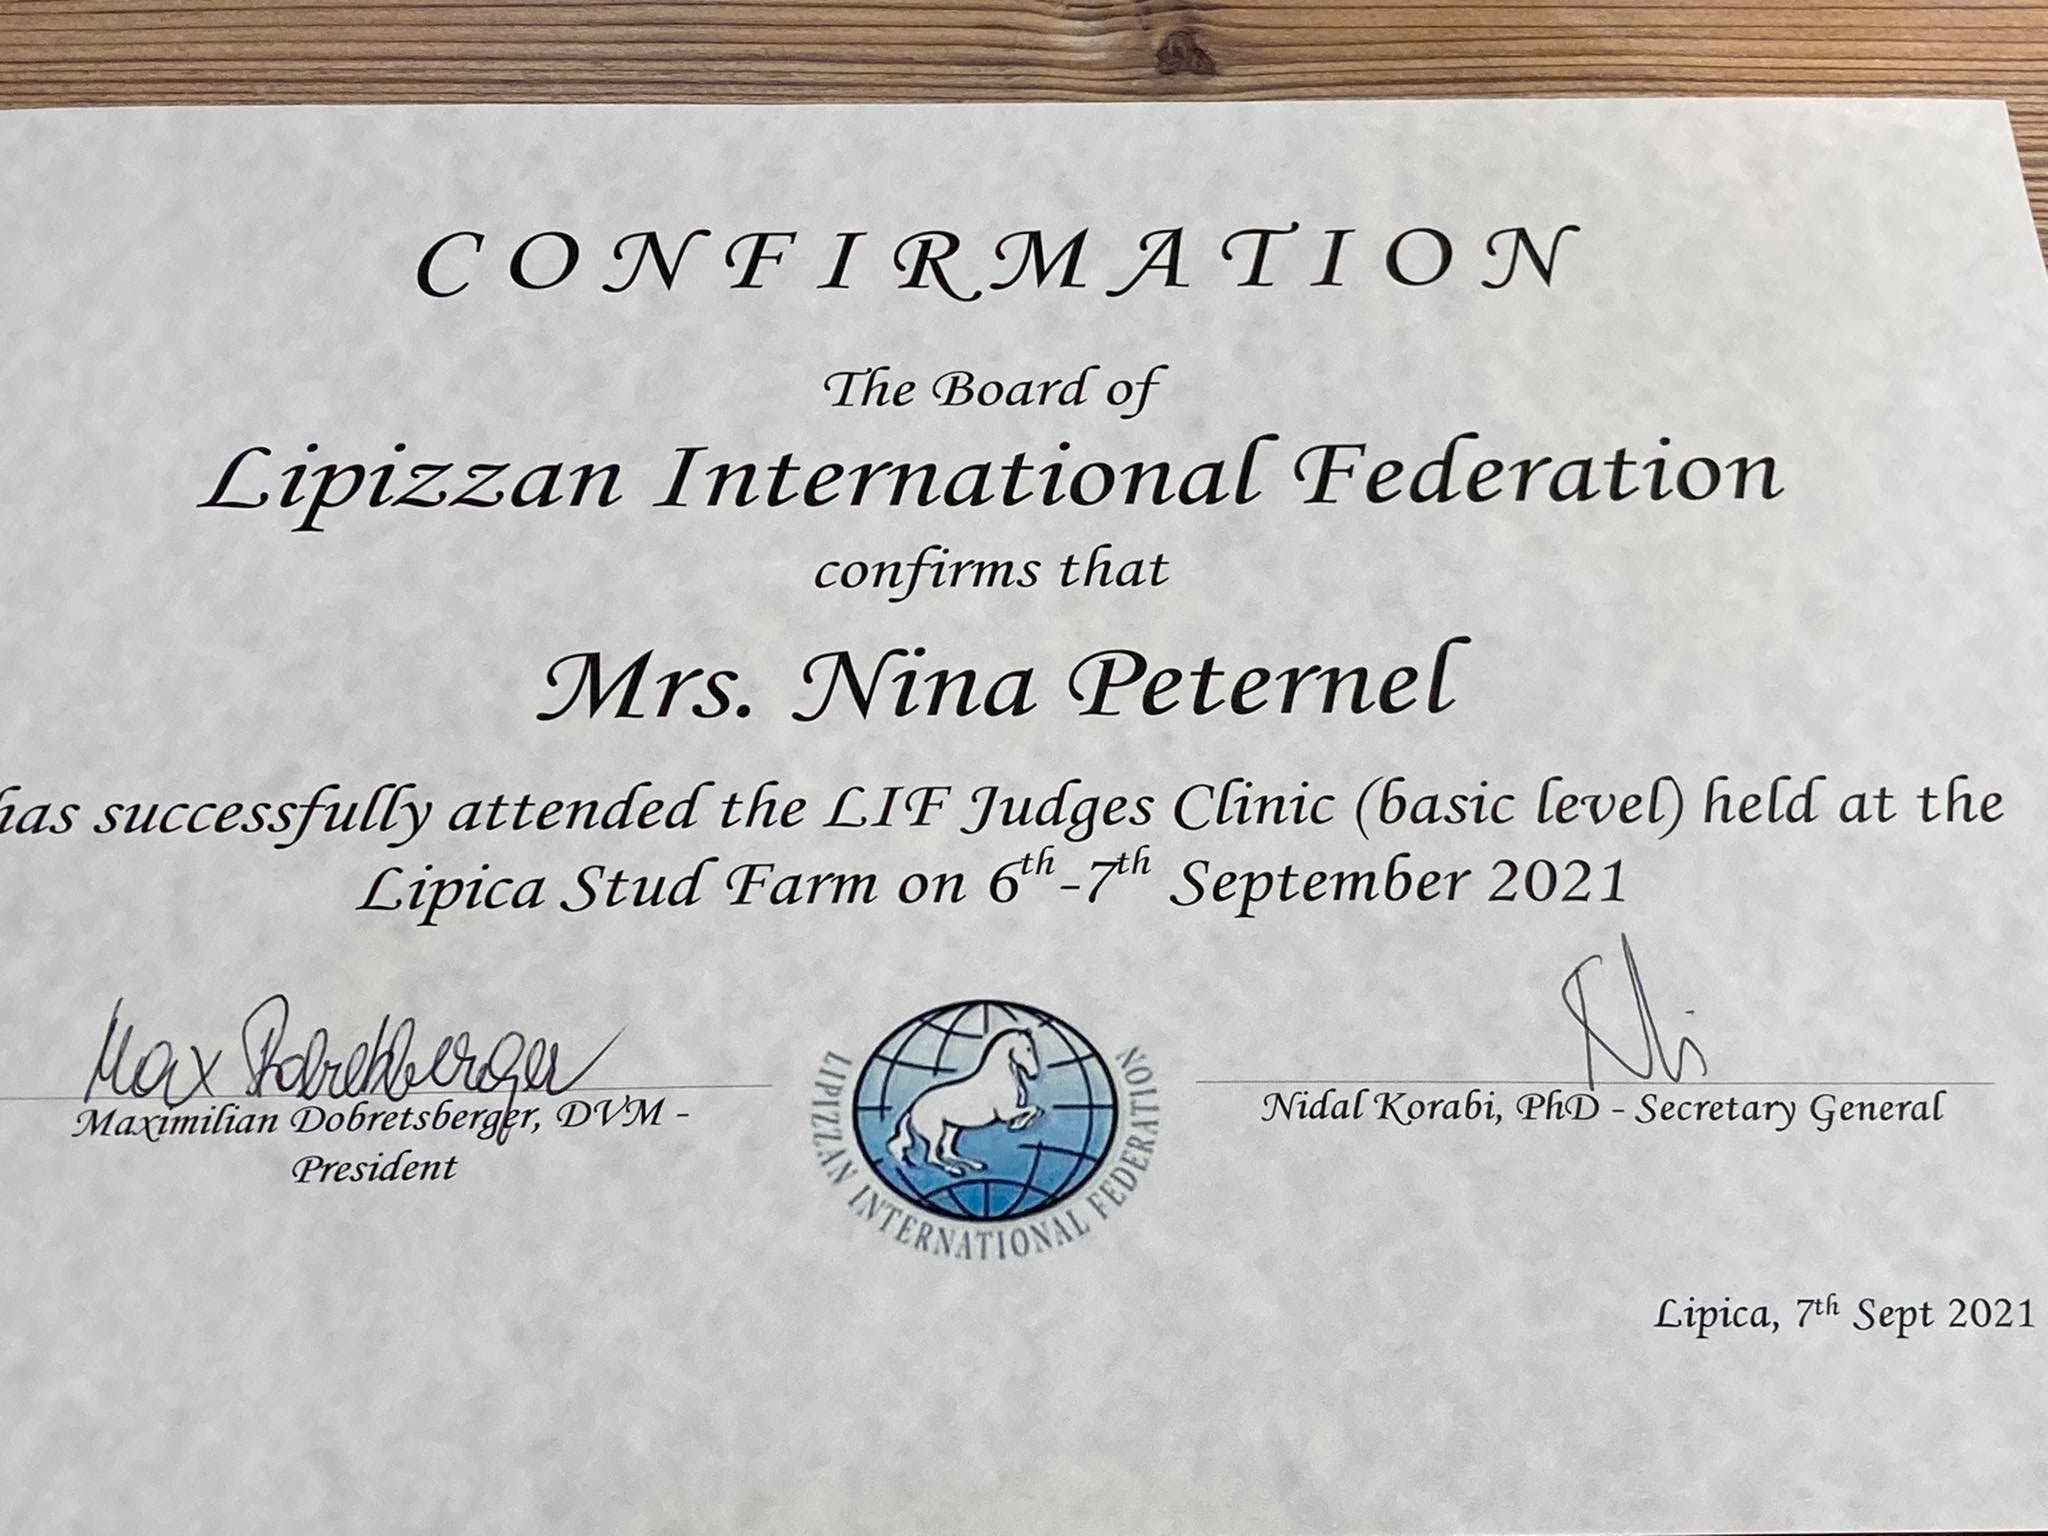 CONFIRMATION
The Board of
Lipizzan International Federation
confirms that
Mrs. Nina Peternel
has successfully attended the LIF Judges Clinic (basic level) held at the
Lipica Stud Farm on 6th-7th September 2021
Max Dobretsberger
Maximilian Dobretsberger, DVM -
President
LIPIZZAN INTERNATIONAL FEDERATION
Nidal Korabi, PhD - Secretary General
Lipica, 7th Sept 2021